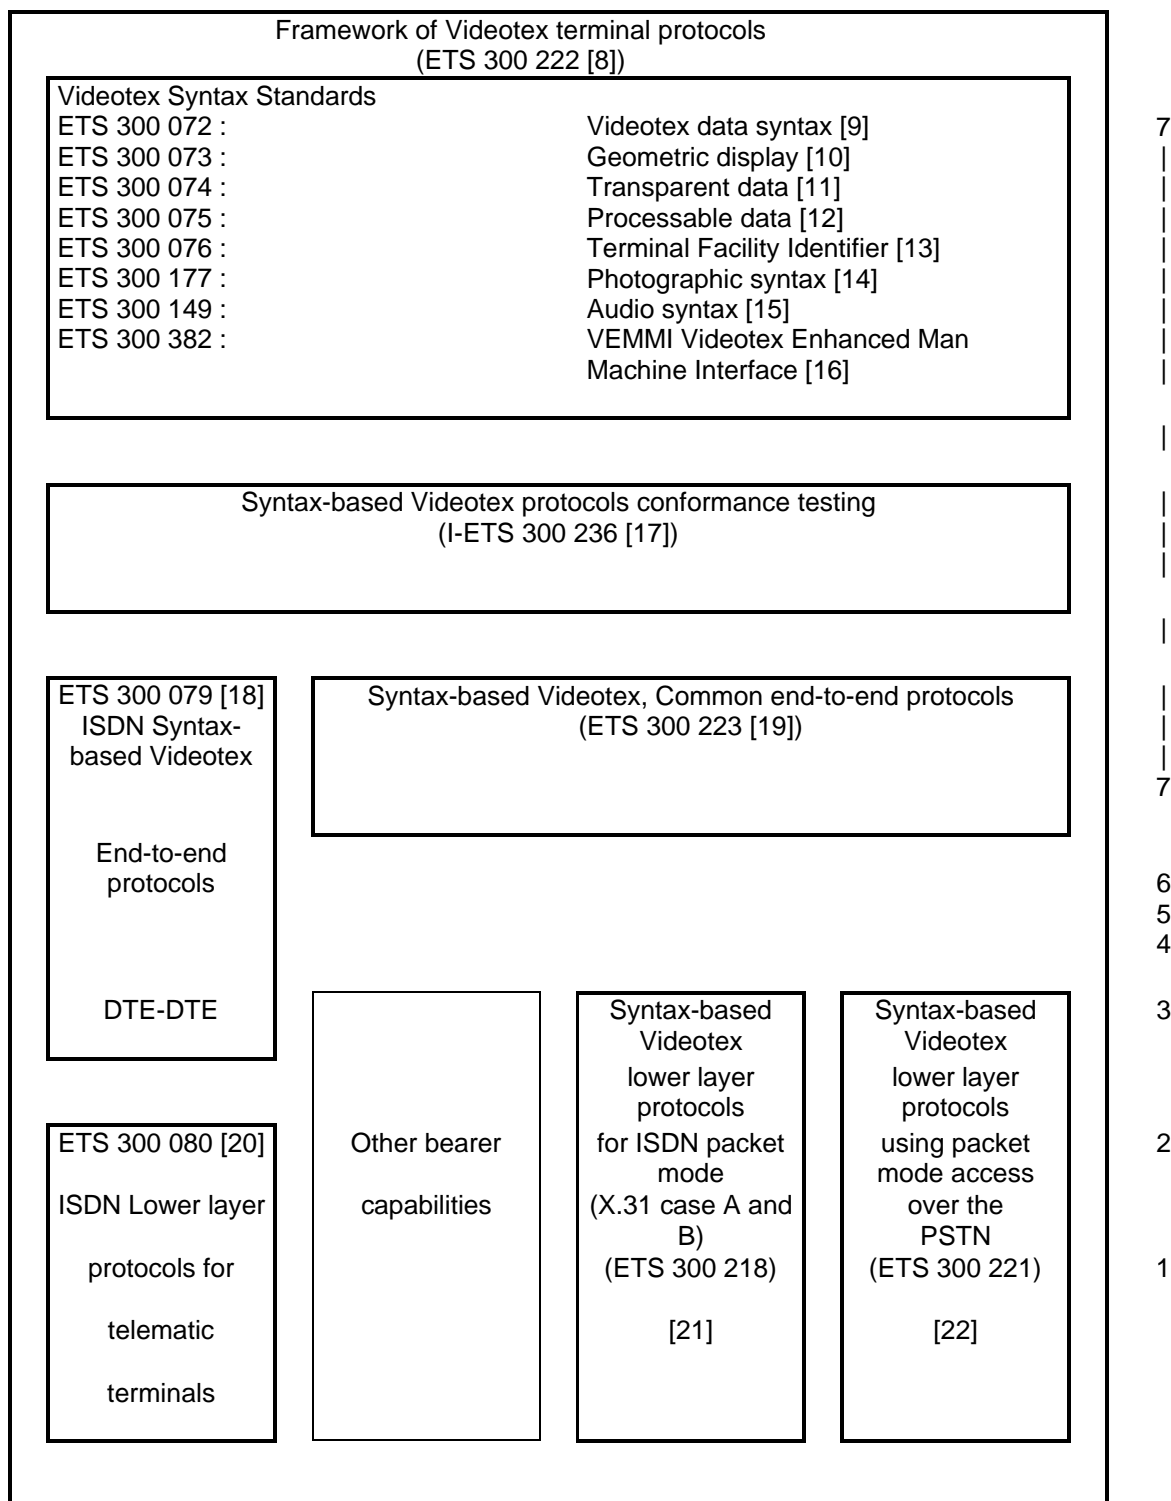 Framework of Videotex terminal protocols
(ETS 300 222 [8])
Videotex Syntax Standards
ETS 300 072 : Videotex data syntax [9] 7
ETS 300 073 : Geometric display [10] |
ETS 300 074 : Transparent data [11] |
ETS 300 075 : Processable data [12] |
ETS 300 076 : Terminal Facility Identifier [13] |
ETS 300 177 : Photographic syntax [14] |
ETS 300 149 : Audio syntax [15] |
ETS 300 382 : VEMMI Videotex Enhanced Man |
Machine Interface [16] |
|
Syntax-based Videotex protocols conformance testing |
(I-ETS 300 236 [17]) |
|
|
ETS 300 079 [18]
ISDN Syntax-
based Videotex
End-to-end
protocols
DTE-DTE
Syntax-based Videotex, Common end-to-end protocols |
(ETS 300 223 [19]) |
|
7
6
5
4
3
ETS 300 080 [20]
ISDN Lower layer
protocols for
telematic
terminals
Other bearer
capabilities
Syntax-based
Videotex
lower layer
protocols
for ISDN packet
mode
(X.31 case A and
B)
(ETS 300 218)
[21]
Syntax-based
Videotex
lower layer
protocols
using packet
mode access
over the
PSTN
(ETS 300 221)
[22]
2
1